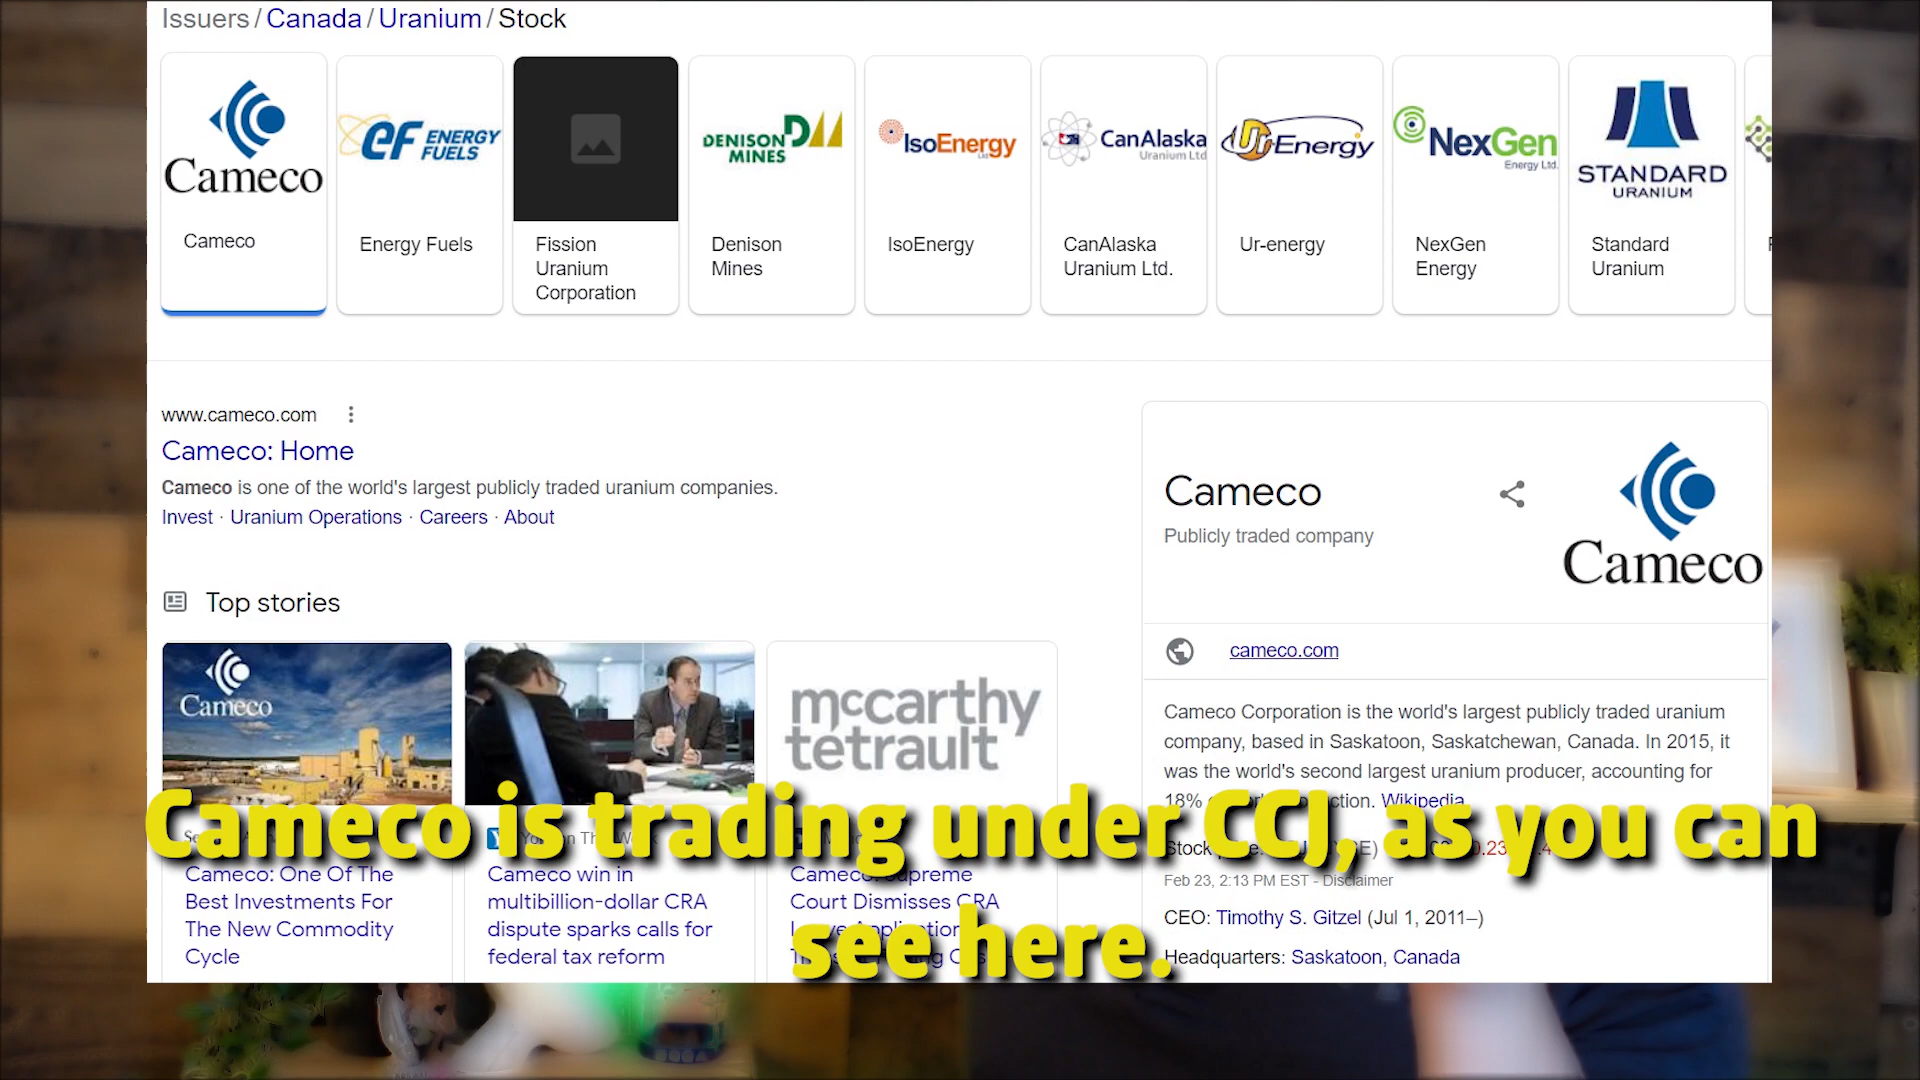 Issuers / Canada / Uranium / Stock
Cameco
ef ENERGY FUELS
DENISON MINES
IsoEnergy Ltd.
CanAlaska Uranium Ltd
Ur Energy
NexGen Energy Ltd.
STANDARD URANIUM
Cameco
Energy Fuels
Fission Uranium Corporation
Denison Mines
IsoEnergy
CanAlaska Uranium Ltd.
Ur-energy
NexGen Energy
Standard Uranium
www.cameco.com
Cameco: Home
Cameco is one of the world's largest publicly traded uranium companies.
Invest · Uranium Operations · Careers · About
Top stories
Cameco
mccarthy
tetrault
Cameco: One Of The
Best Investments For
The New Commodity
Cycle
Cameco win in
multibillion-dollar CRA
dispute sparks calls for
federal tax reform
Supreme
Court Dismisses CRA
Cameco
Publicly traded company
Cameco
cameco.com
Cameco Corporation is the world's largest publicly traded uranium
company, based in Saskatoon, Saskatchewan, Canada. In 2015, it
was the world's second largest uranium producer, accounting for
18% Wikipedia
Feb 23, 2:13 PM EST - Disclaimer
CEO: Timothy S. Gitzel (Jul 1, 2011–)
Headquarters: Saskatoon, Canada
Cameco is trading under CCJ, as you can
see here.